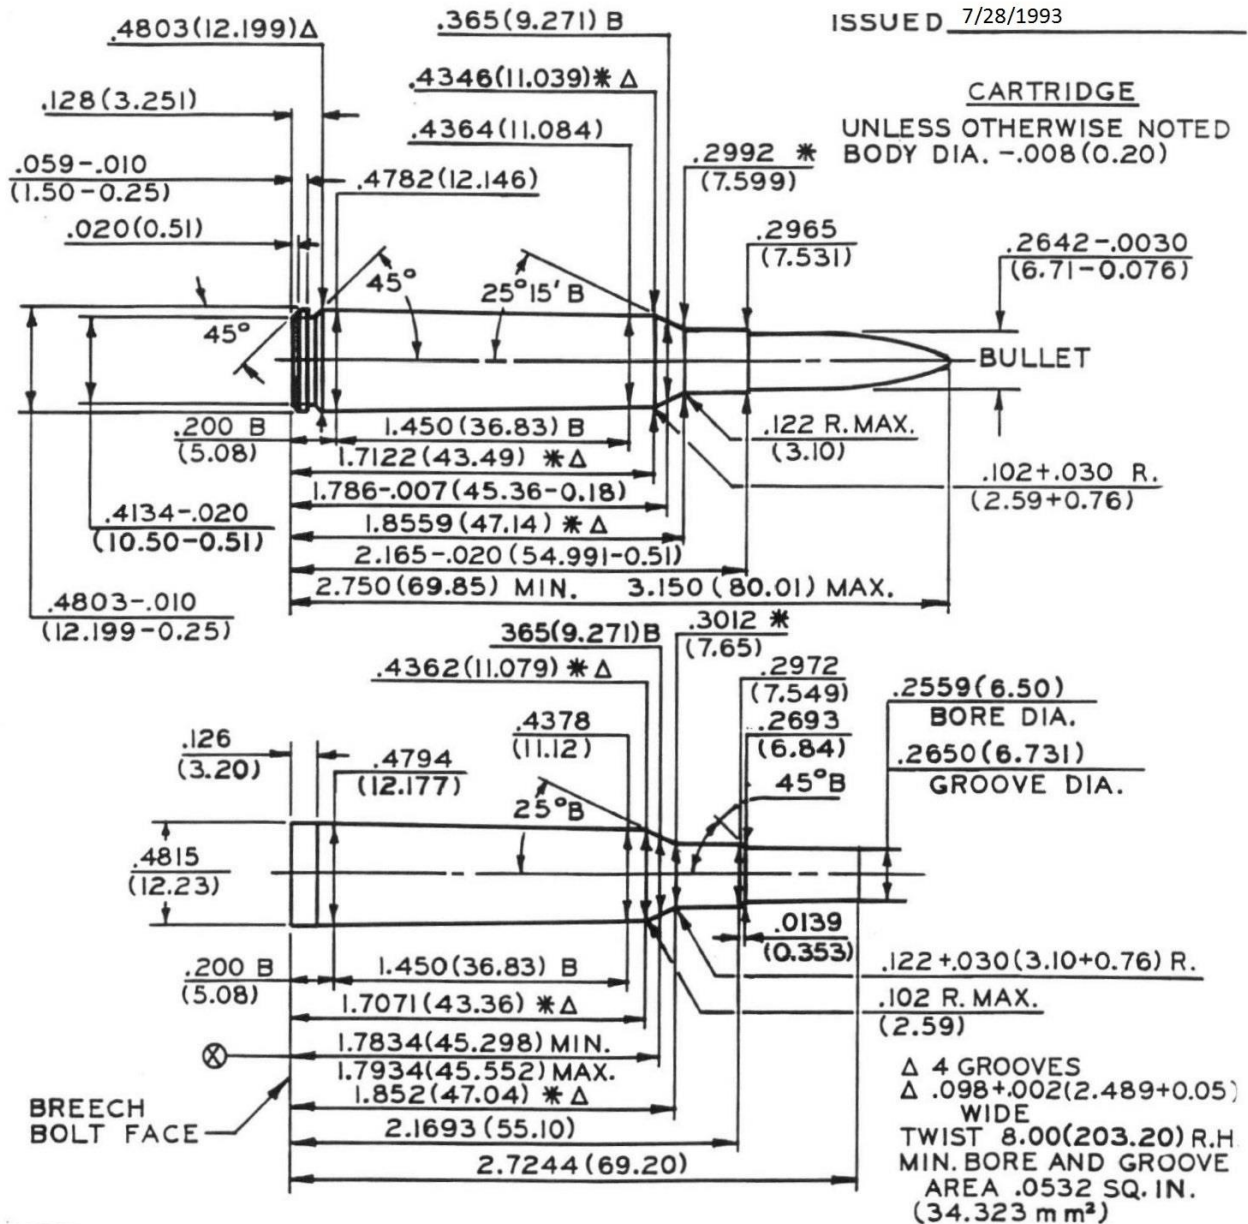 ISSUED 7/28/1993
.4803(12.199)Δ
.365(9.271) B
.4346(11.039)✱ Δ
CARTRIDGE
.128(3.251)
.4364(11.084)
UNLESS OTHERWISE NOTED
BODY DIA. -.008(0.20)
.059-.010
(1.50-0.25)
.4782(12.146)
.2992 ✱
(7.599)
.020(0.51)
.2965
(7.531)
.2642-.0030
(6.71-0.076)
45°
45°
25°15' B
BULLET
.200 B
(5.08)
1.450(36.83) B
.122 R. MAX.
(3.10)
1.7122(43.49) ✱Δ
.102+.030 R.
(2.59+0.76)
1.786-.007(45.36-0.18)
.4134-.020
(10.50-0.51)
1.8559(47.14) ✱Δ
2.165-.020(54.991-0.51)
2.750(69.85) MIN. 3.150(80.01) MAX.
.4803-.010
(12.199-0.25)
365(9.271)B
.3012 ✱
(7.65)
.4362(11.079) ✱Δ
.2972
(7.549)
.2559(6.50)
BORE DIA.
.4378
(11.12)
.2693
(6.84)
.2650(6.731)
GROOVE DIA.
.126
(3.20)
.4794
(12.177)
25°B
45°B
.4815
(12.23)
.0139
(0.353)
.200 B
(5.08)
1.450(36.83) B
.122+.030(3.10+0.76) R.
1.7071(43.36) ✱Δ
.102 R. MAX.
(2.59)
Ⓧ
1.7834(45.298) MIN.
1.7934(45.552) MAX.
1.852(47.04) ✱Δ
BREECH
BOLT FACE
2.1693(55.10)
2.7244(69.20)
Δ 4 GROOVES
Δ .098+.002(2.489+0.05)
WIDE
TWIST 8.00(203.20) R.H
MIN. BORE AND GROOVE
AREA .0532 SQ. IN.
(34.323 m m²)